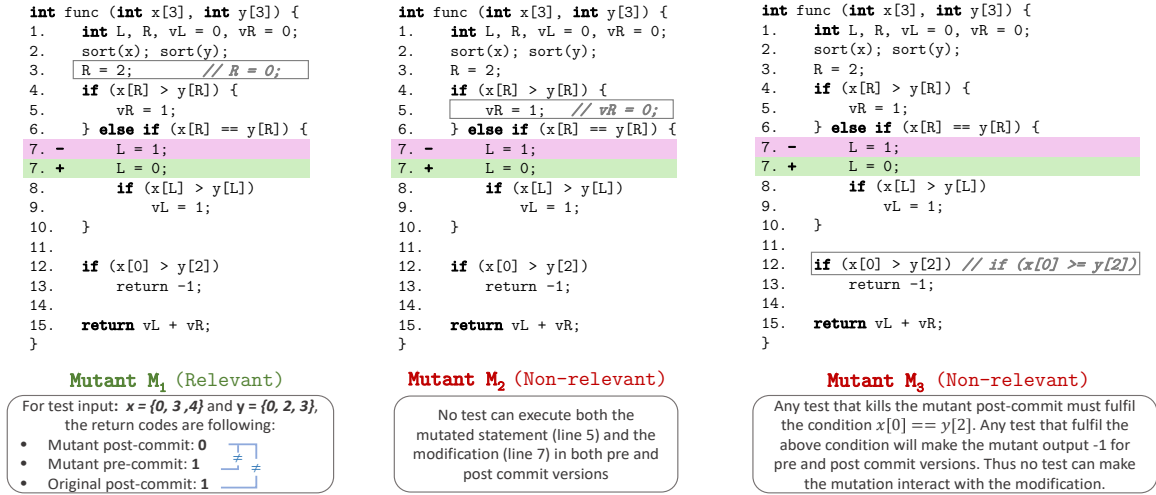 int func (int x[3], int y[3]) {
1. int L, R, vL = 0, vR = 0;
2. sort(x); sort(y);
3. R = 2; // R = 0;
4. if (x[R] > y[R]) {
5. vR = 1;
6. } else if (x[R] == y[R]) {
7. - L = 1;
7. + L = 0;
8. if (x[L] > y[L])
9. vL = 1;
10. }
11.
12. if (x[0] > y[2])
13. return -1;
14.
15. return vL + vR;
}
Mutant M1 (Relevant)
For test input: x = {0, 3 ,4} and y = {0, 2, 3},
the return codes are following:
• Mutant post-commit: 0
• Mutant pre-commit: 1
• Original post-commit: 1
≠
≠
int func (int x[3], int y[3]) {
1. int L, R, vL = 0, vR = 0;
2. sort(x); sort(y);
3. R = 2;
4. if (x[R] > y[R]) {
5. vR = 1; // vR = 0;
6. } else if (x[R] == y[R]) {
7. - L = 1;
7. + L = 0;
8. if (x[L] > y[L])
9. vL = 1;
10. }
11.
12. if (x[0] > y[2])
13. return -1;
14.
15. return vL + vR;
}
Mutant M2 (Non-relevant)
No test can execute both the
mutated statement (line 5) and the
modification (line 7) in both pre and
post commit versions
int func (int x[3], int y[3]) {
1. int L, R, vL = 0, vR = 0;
2. sort(x); sort(y);
3. R = 2;
4. if (x[R] > y[R]) {
5. vR = 1;
6. } else if (x[R] == y[R]) {
7. - L = 1;
7. + L = 0;
8. if (x[L] > y[L])
9. vL = 1;
10. }
11.
12. if (x[0] > y[2]) // if (x[0] >= y[2])
13. return -1;
14.
15. return vL + vR;
}
Mutant M3 (Non-relevant)
Any test that kills the mutant post-commit must fulfil
the condition x[0] == y[2]. Any test that fulfil the
above condition will make the mutant output -1 for
pre and post commit versions. Thus no test can make
the mutation interact with the modification.